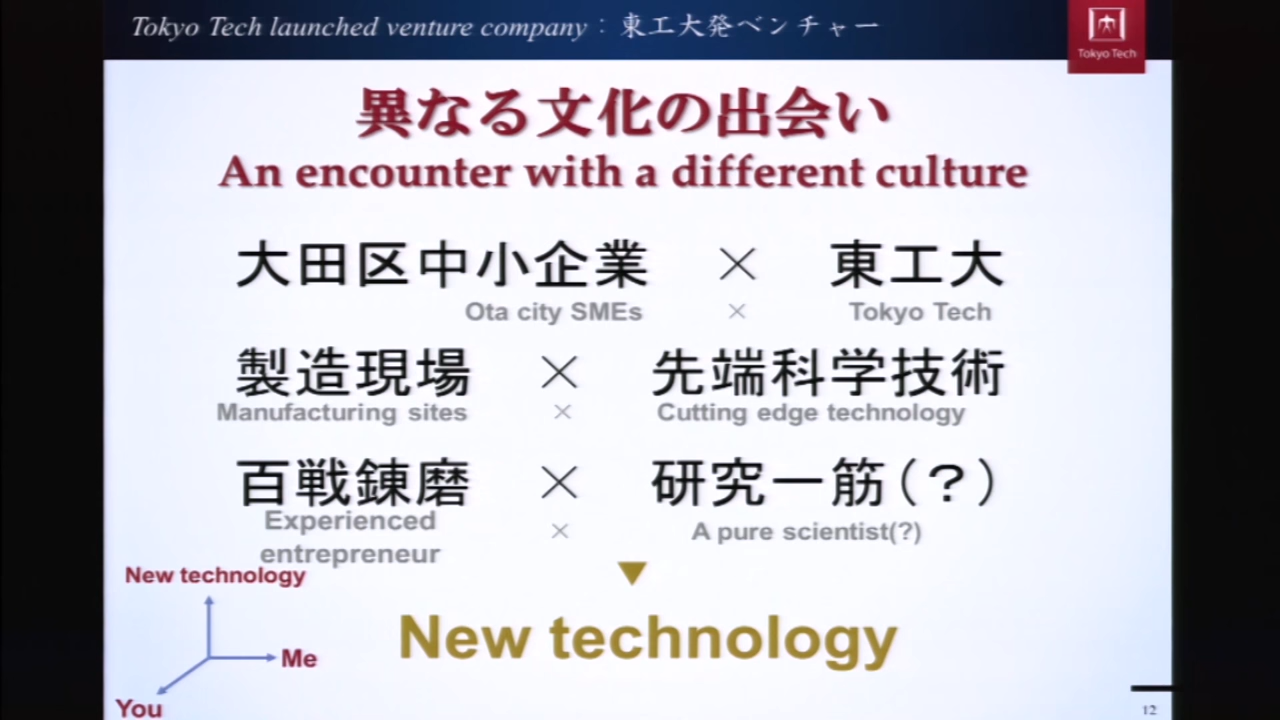 Tokyo Tech launched venture company：東工大発ベンチャー
Tokyo Tech
異なる文化の出会い
An encounter with a different culture
大田区中小企業 × 東工大
Ota city SMEs × Tokyo Tech
製造現場 × 先端科学技術
Manufacturing sites × Cutting edge technology
百戦錬磨 × 研究一筋（？）
Experienced
entrepreneur × A pure scientist(?)
New technology
Me
You
New technology
12